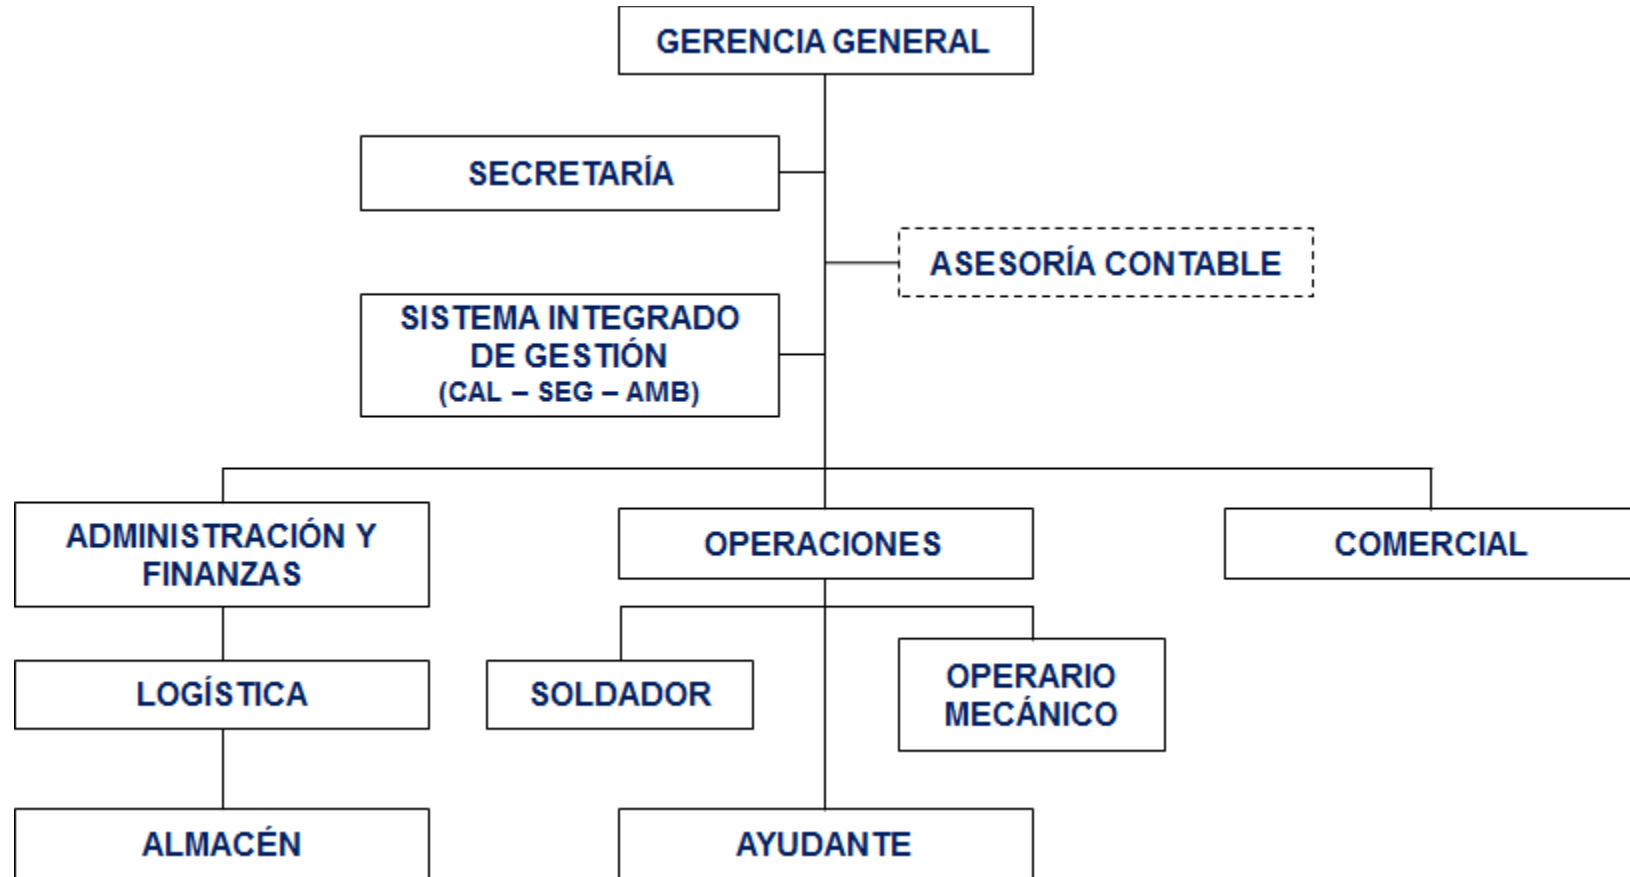 GERENCIA GENERAL
SECRETARÍA
ASESORÍA CONTABLE
SISTEMA INTEGRADO
DE GESTIÓN
(CAL – SEG – AMB)
ADMINISTRACIÓN Y
FINANZAS
OPERACIONES
COMERCIAL
LOGÍSTICA
SOLDADOR
OPERARIO
MECÁNICO
ALMACÉN
AYUDANTE